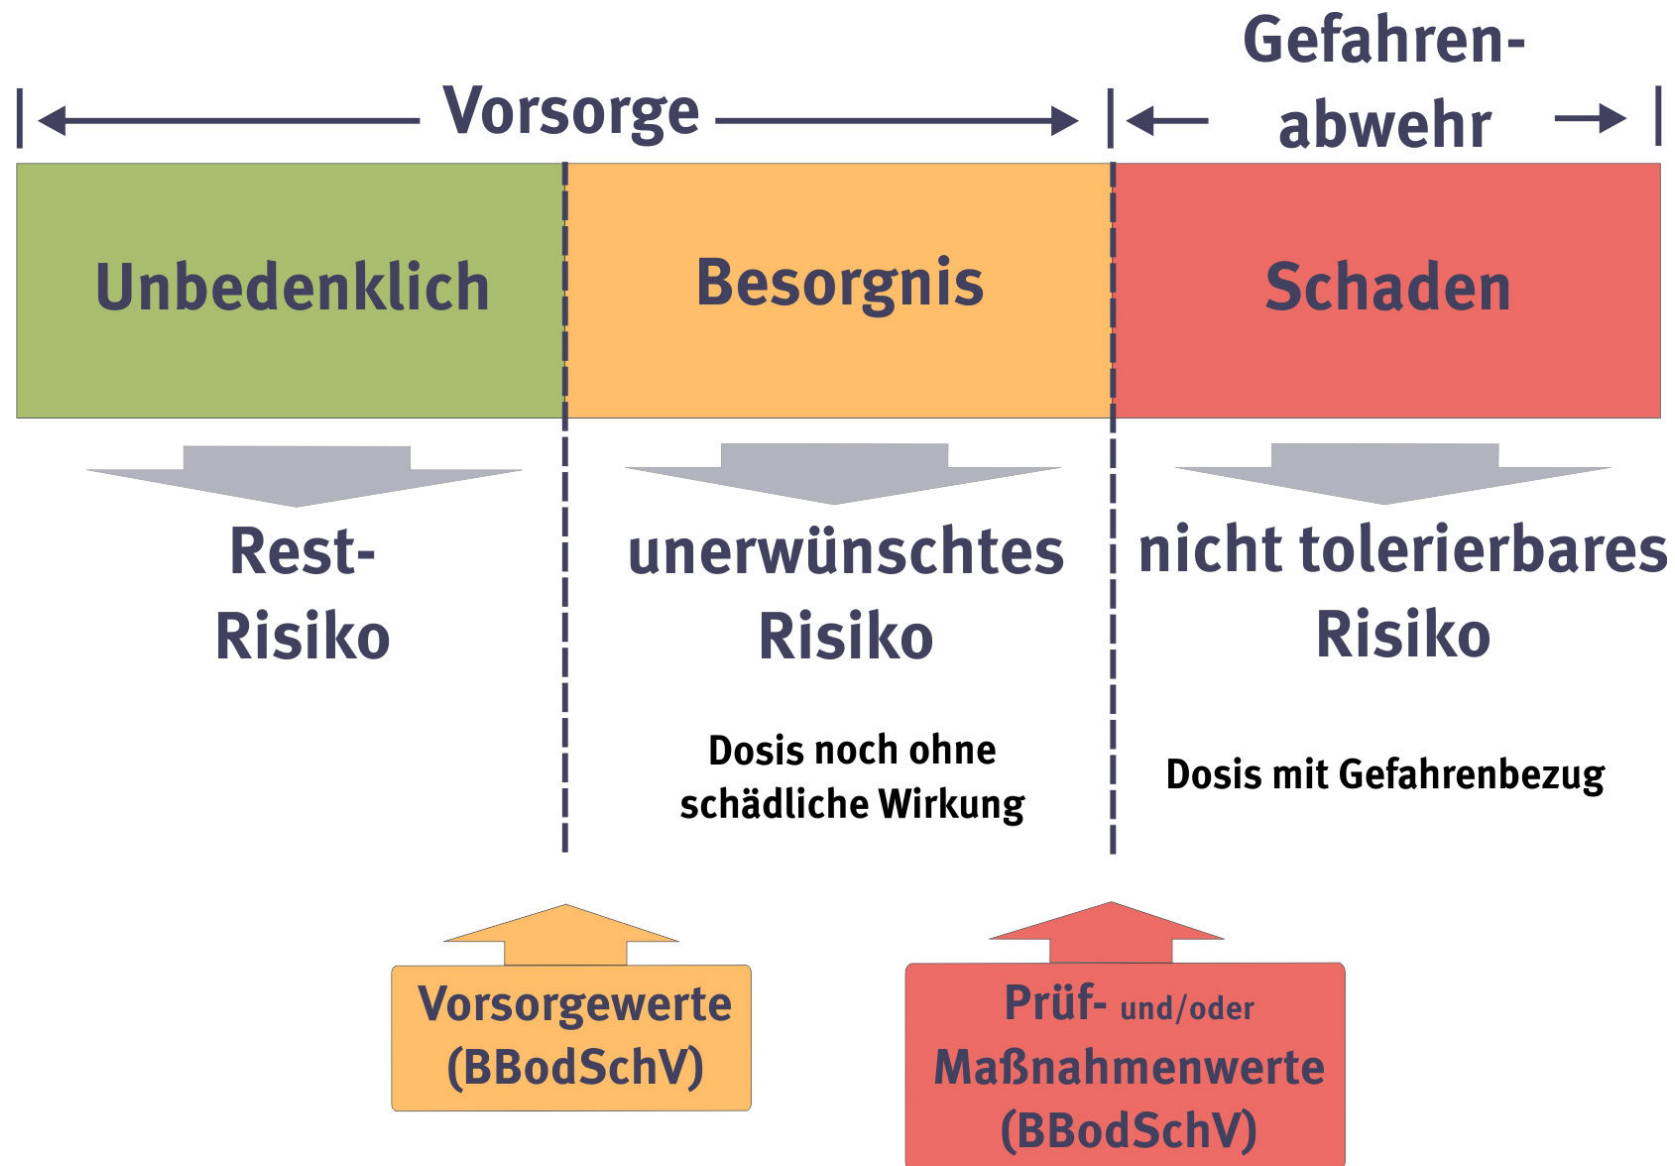 Vorsorge
Gefahren-
abwehr
Unbedenklich
Besorgnis
Schaden
Rest-
Risiko
unerwünschtes
Risiko
nicht tolerierbares
Risiko
Dosis noch ohne
schädliche Wirkung
Dosis mit Gefahrenbezug
Vorsorgewerte
(BBodSchV)
Prüf- und/oder
Maßnahmenwerte
(BBodSchV)